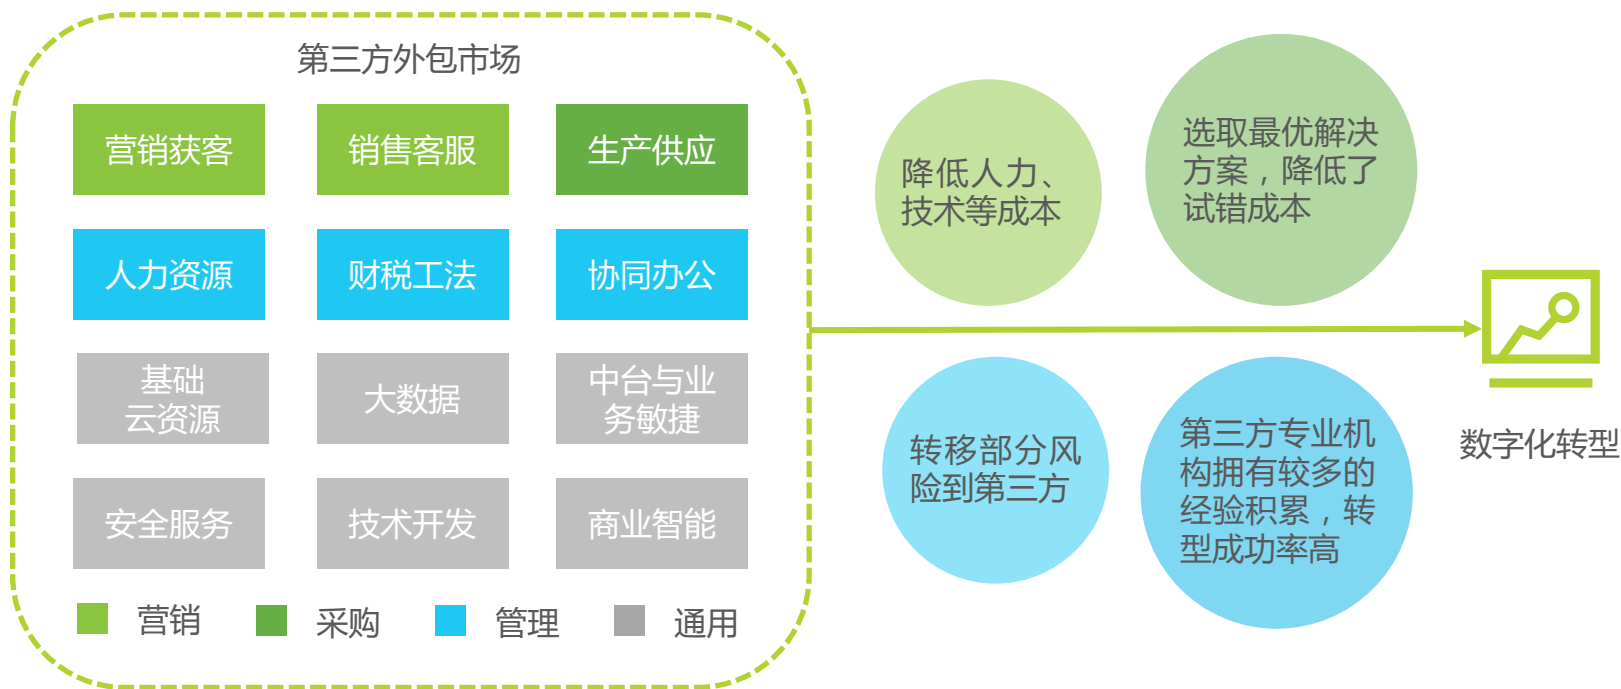 第三方外包市场
营销获客
销售客服
生产供应
人力资源
财税工法
协同办公
基础
云资源
大数据
中台与业
务敏捷
安全服务
技术开发
商业智能
营销
采购
管理
通用
降低人力、
技术等成本
选取最优解决
方案，降低了
试错成本
转移部分风
险到第三方
第三方专业机
构拥有较多的
经验积累，转
型成功率高
数字化转型